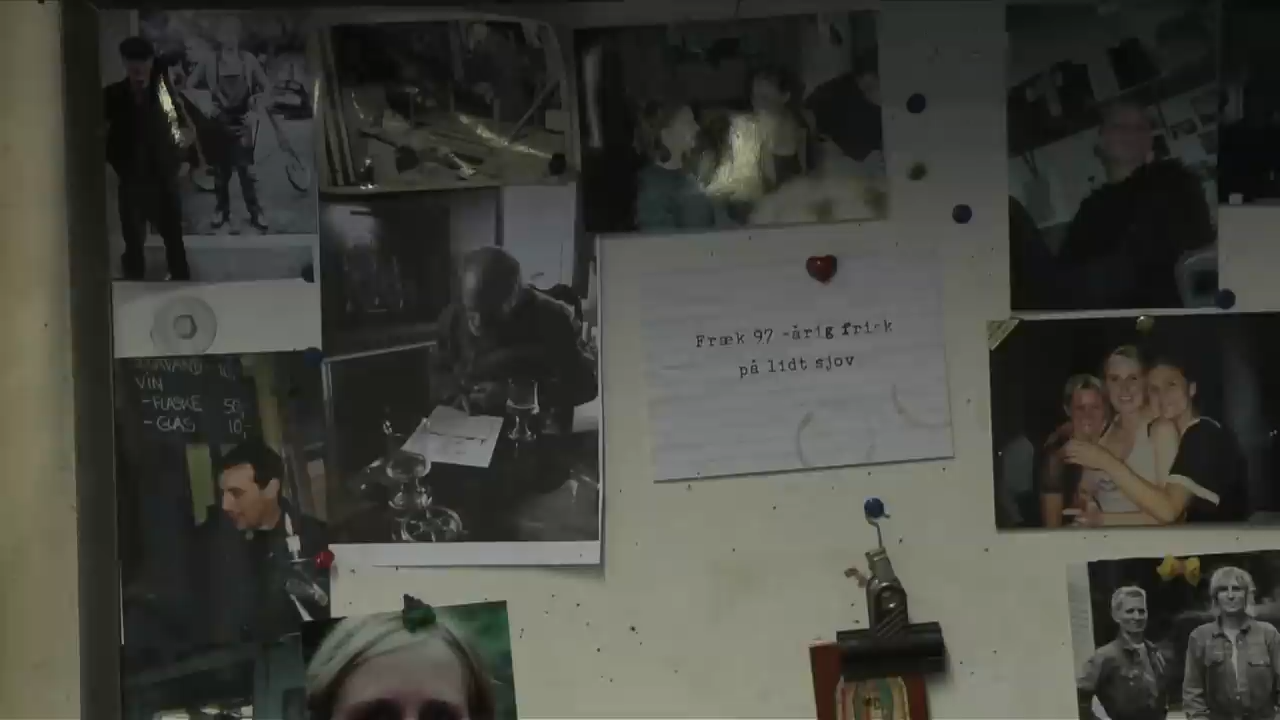 VIN
-FLASKE 50,
-GLAS 10,-
Fræk 97 -årig frisk
på lidt sjov